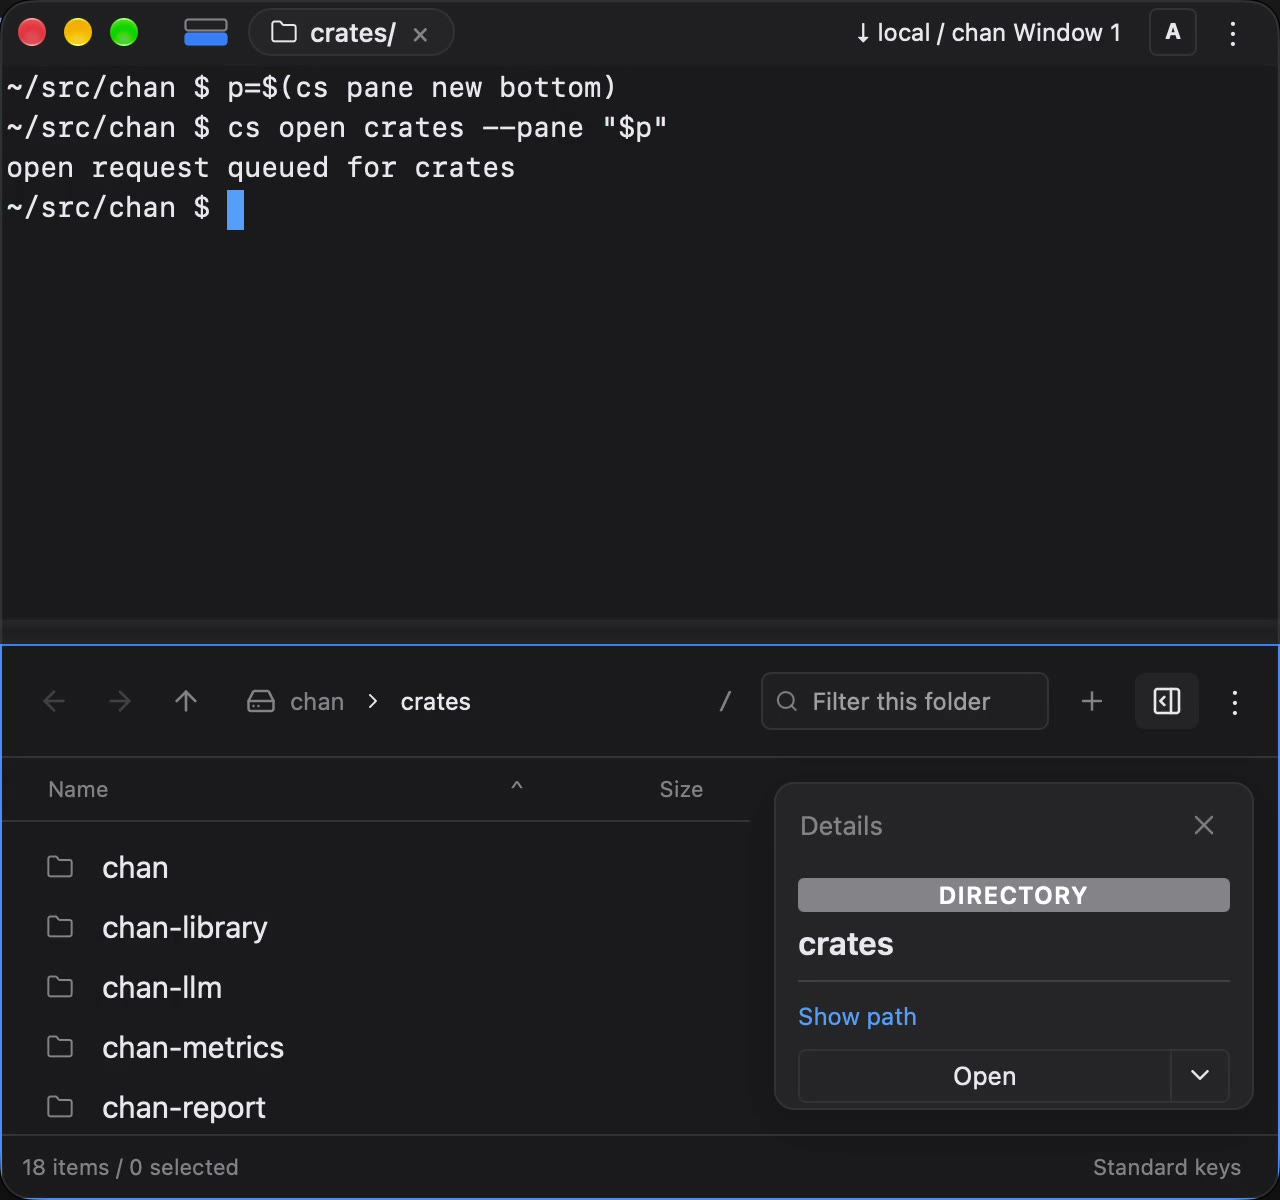 crates/
↓ local / chan Window 1
A
~/src/chan $ p=$(cs pane new bottom)
~/src/chan $ cs open crates --pane "$p"
open request queued for crates
~/src/chan $
chan > crates
/
Filter this folder
Name
Size
chan
chan-library
chan-llm
chan-metrics
chan-report
Details
DIRECTORY
crates
Show path
Open
18 items / 0 selected
Standard keys